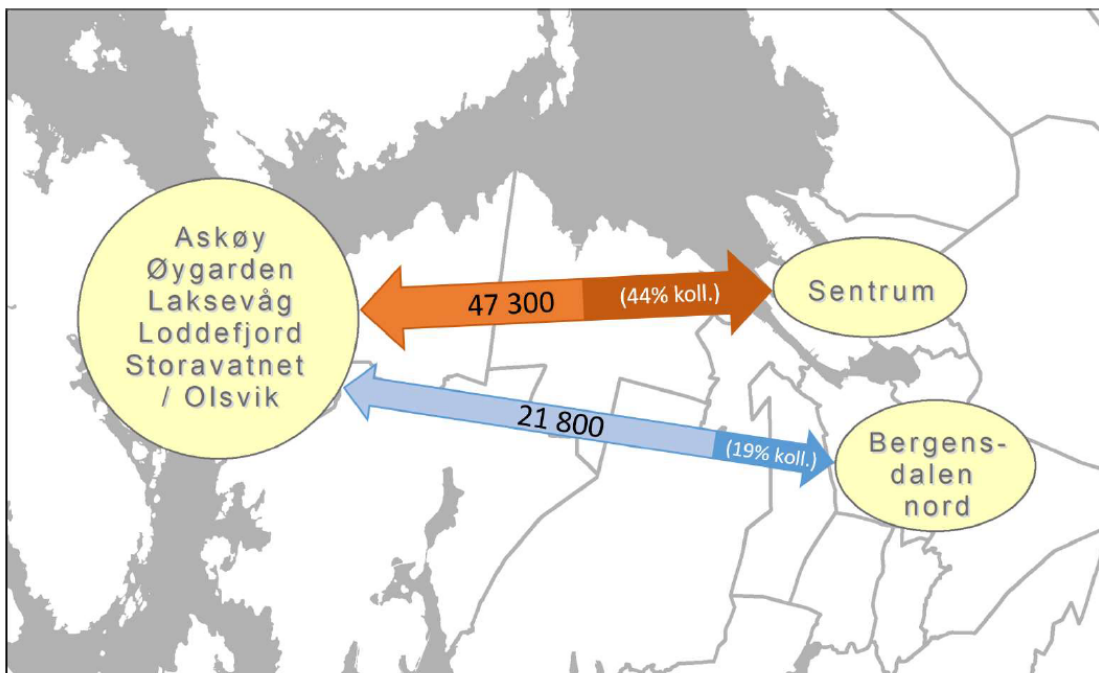 Askøy
Øygarden
Laksevåg
Loddefjord
Storavatnet
/ Olsvik
47 300
(44% koll.)
Sentrum
21 800
(19% koll.)
Bergens-
dalen
nord